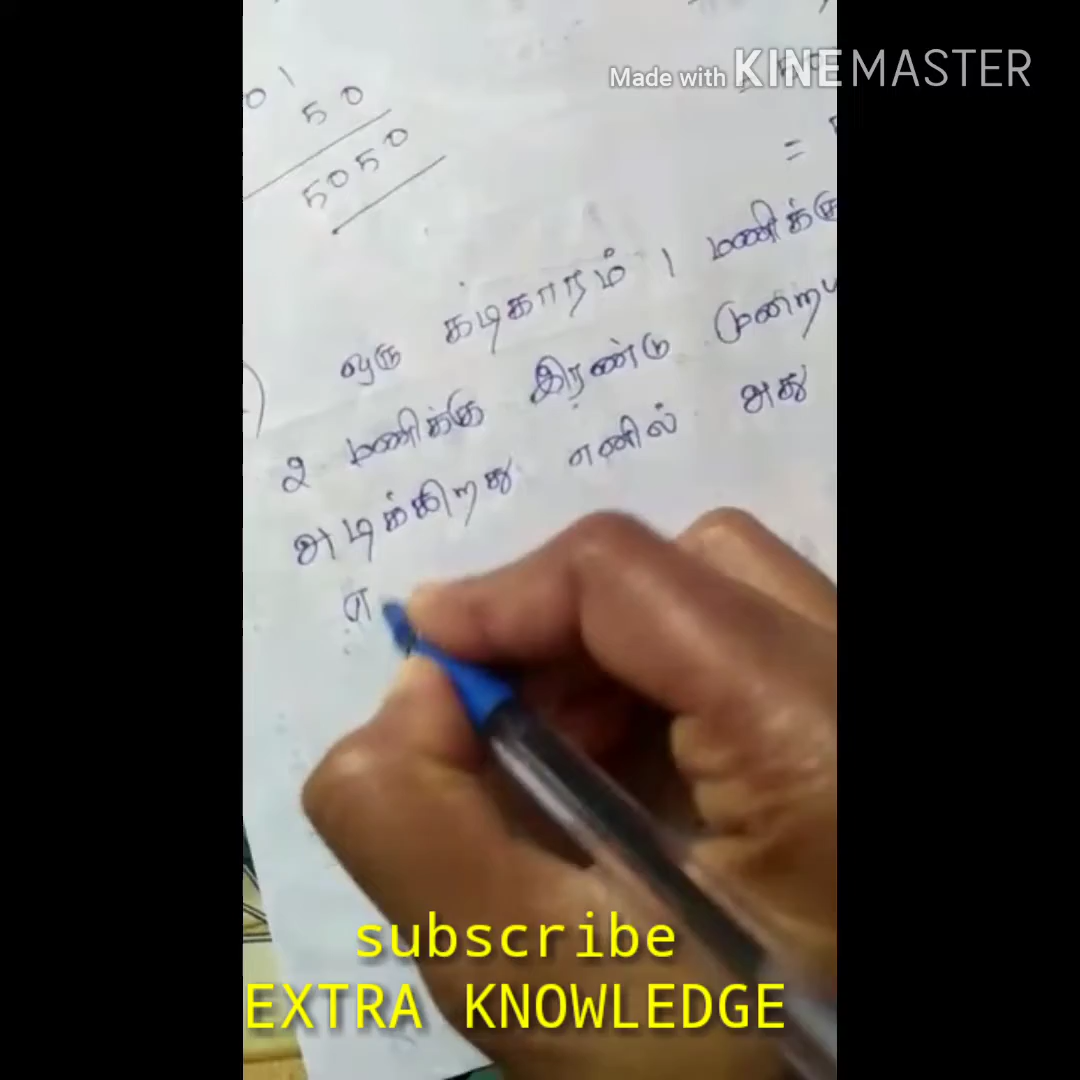 Made with KINEMASTER
50
5050
=
ஒரு கடிகாரம் 1 மணிக்கு
2 மணிக்கு இரண்டு
அடிக்கிறது எனில் அது
subscribe
EXTRA KNOWLEDGE